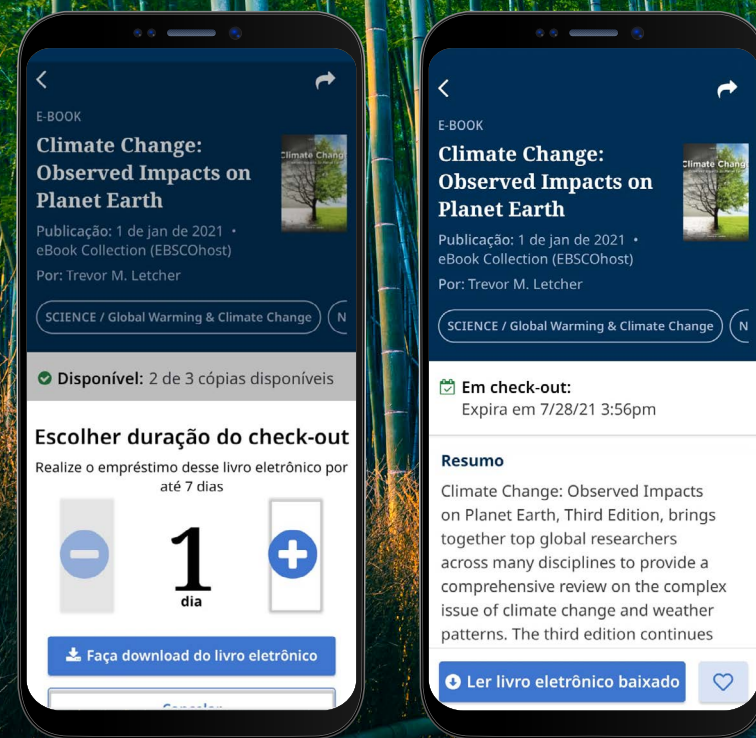 E-BOOK
Climate Change:
Observed Impacts on
Planet Earth
Climate Chang
Publicação: 1 de jan de 2021 •
eBook Collection (EBSCOhost)
Por: Trevor M. Letcher
SCIENCE / Global Warming & Climate Change
N
Disponível: 2 de 3 cópias disponíveis
Escolher duração do check-out
Realize o empréstimo desse livro eletrônico por
até 7 dias
1
dia
Faça download do livro eletrônico
Cancelar
E-BOOK
Climate Change:
Observed Impacts on
Planet Earth
Climate Chang
Publicação: 1 de jan de 2021 •
eBook Collection (EBSCOhost)
Por: Trevor M. Letcher
SCIENCE / Global Warming & Climate Change
N
Em check-out:
Expira em 7/28/21 3:56pm
Resumo
Climate Change: Observed Impacts
on Planet Earth, Third Edition, brings
together top global researchers
across many disciplines to provide a
comprehensive review on the complex
issue of climate change and weather
patterns. The third edition continues
Ler livro eletrônico baixado